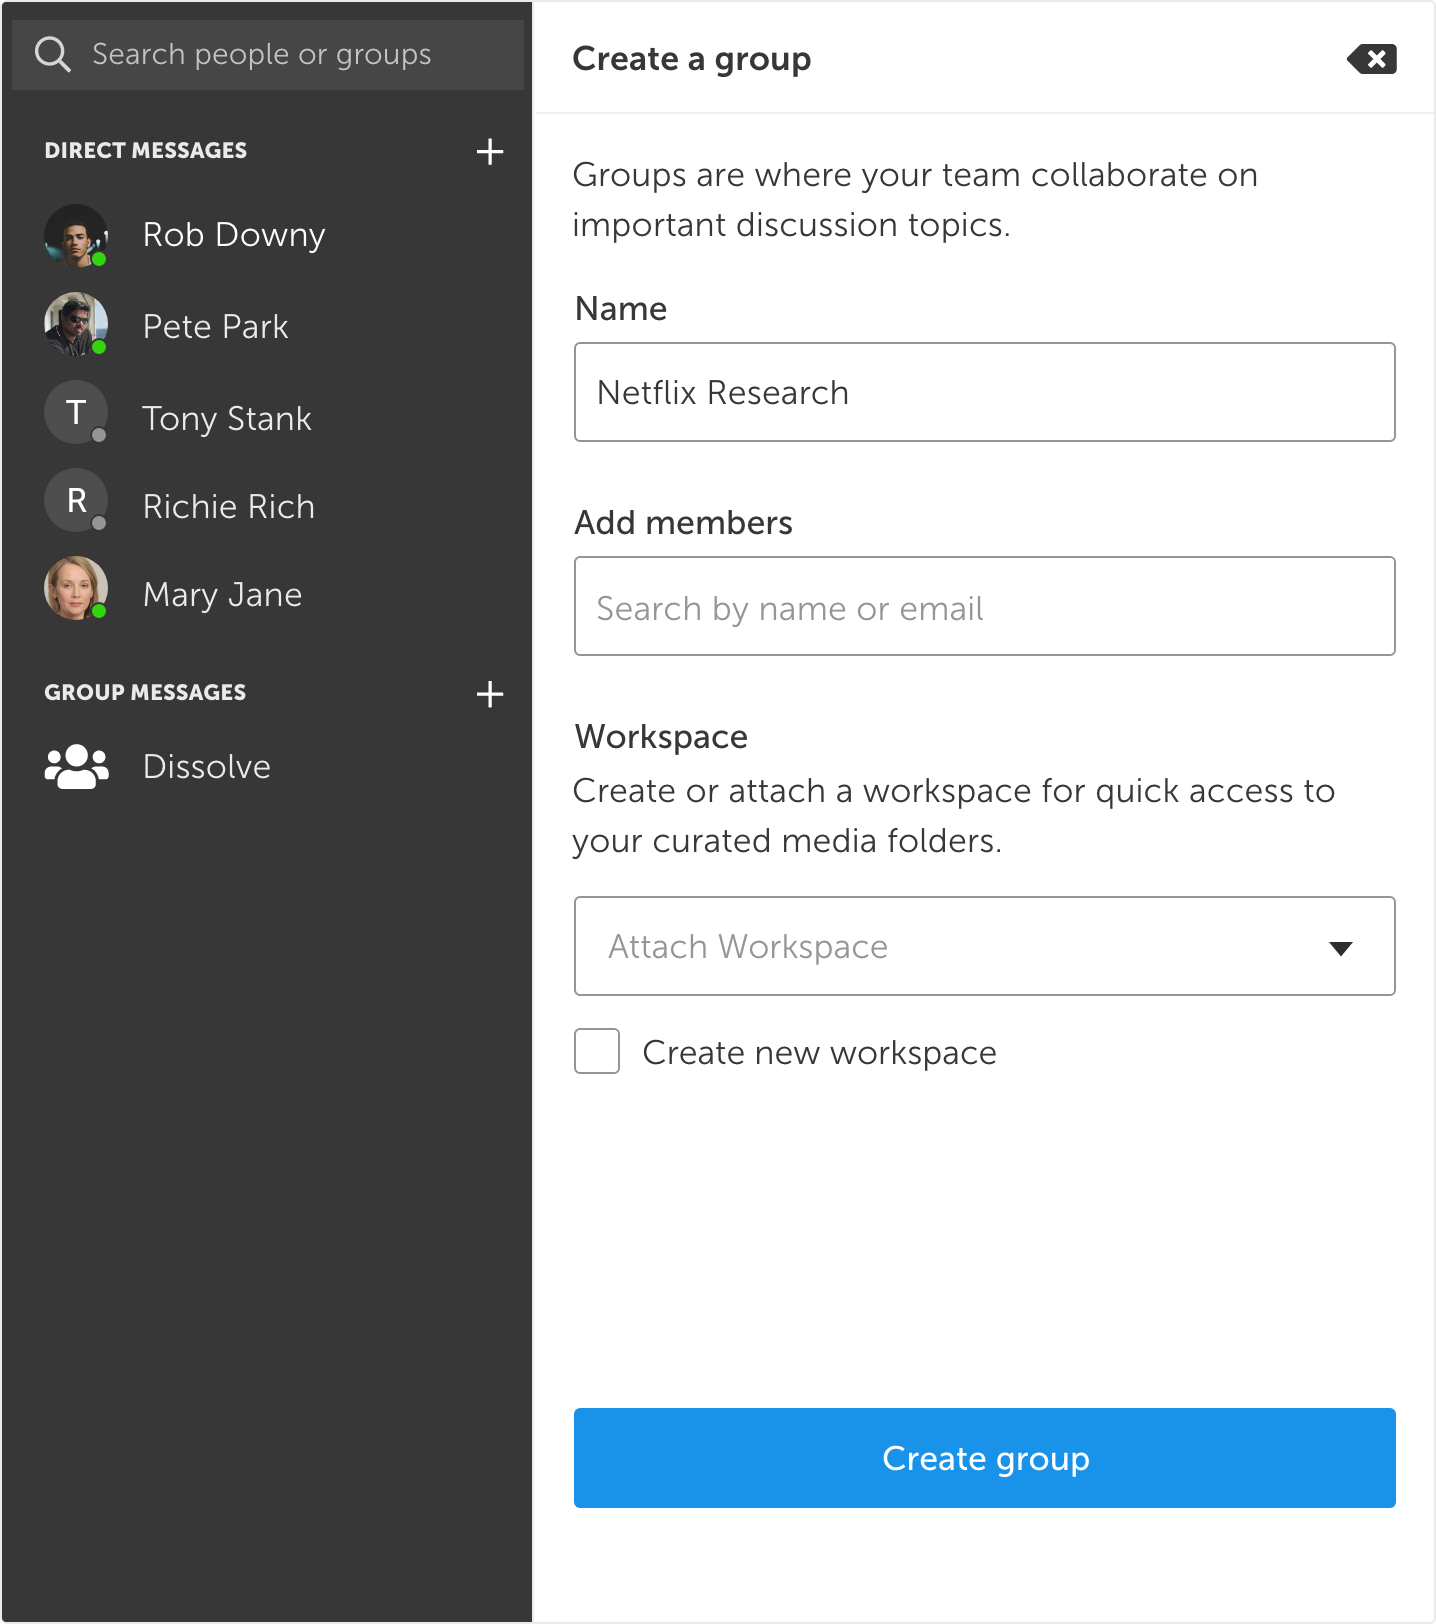 Search people or groups
DIRECT MESSAGES
Rob Downy
Pete Park
T
Tony Stank
R
Richie Rich
Mary Jane
GROUP MESSAGES
Dissolve
Create a group
Groups are where your team collaborate on
important discussion topics.
Name
Netflix Research
Add members
Search by name or email
Workspace
Create or attach a workspace for quick access to
your curated media folders.
Attach Workspace
Create new workspace
Create group